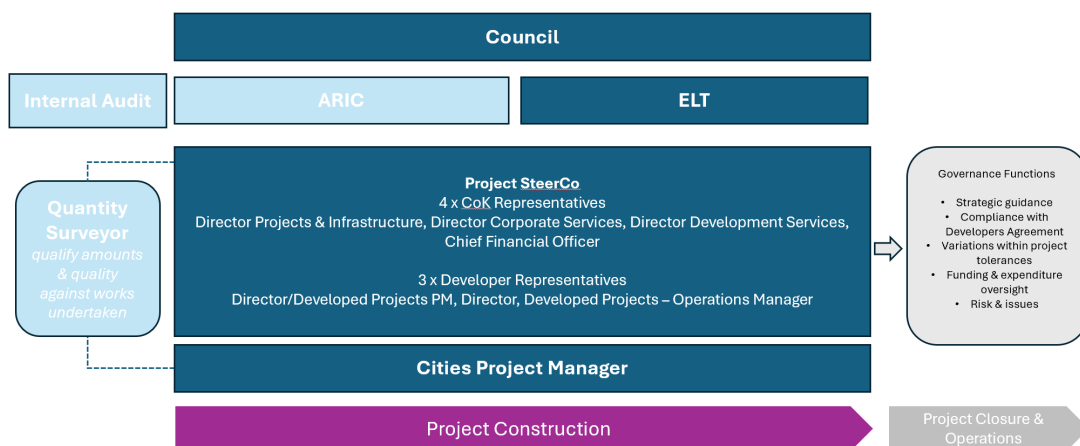 Council
Internal Audit
ARIC
ELT
Quantity
Surveyor
qualify amounts
& quality
against works
undertaken
Project SteerCo
4 x CoK Representatives
Director Projects & Infrastructure, Director Corporate Services, Director Development Services,
Chief Financial Officer
3 x Developer Representatives
Director/Developed Projects PM, Director, Developed Projects – Operations Manager
Governance Functions
• Strategic guidance
• Compliance with
Developers Agreement
• Variations within project
tolerances
• Funding & expenditure
oversight
• Risk & issues
Cities Project Manager
Project Construction
Project Closure &
Operations